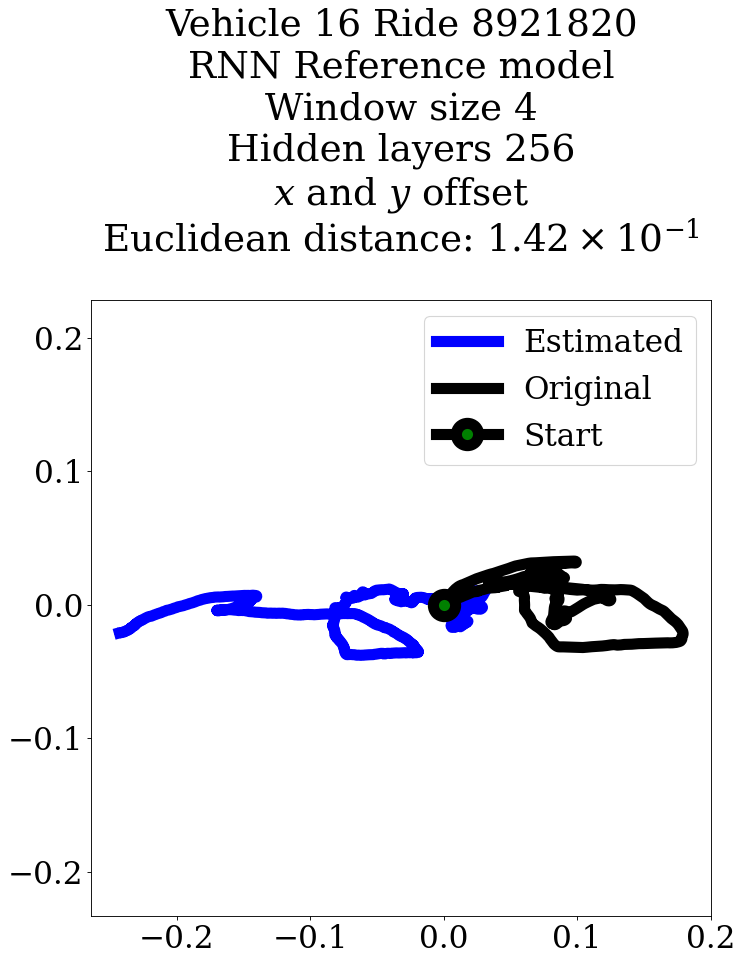 Vehicle 16 Ride 8921820
RNN Reference model
Window size 4
Hidden layers 256
x and y offset
Euclidean distance: 1.42 × 10⁻¹
Estimated
Original
Start
0.2
0.1
0.0
−0.1
−0.2
−0.2 −0.1 0.0 0.1 0.2